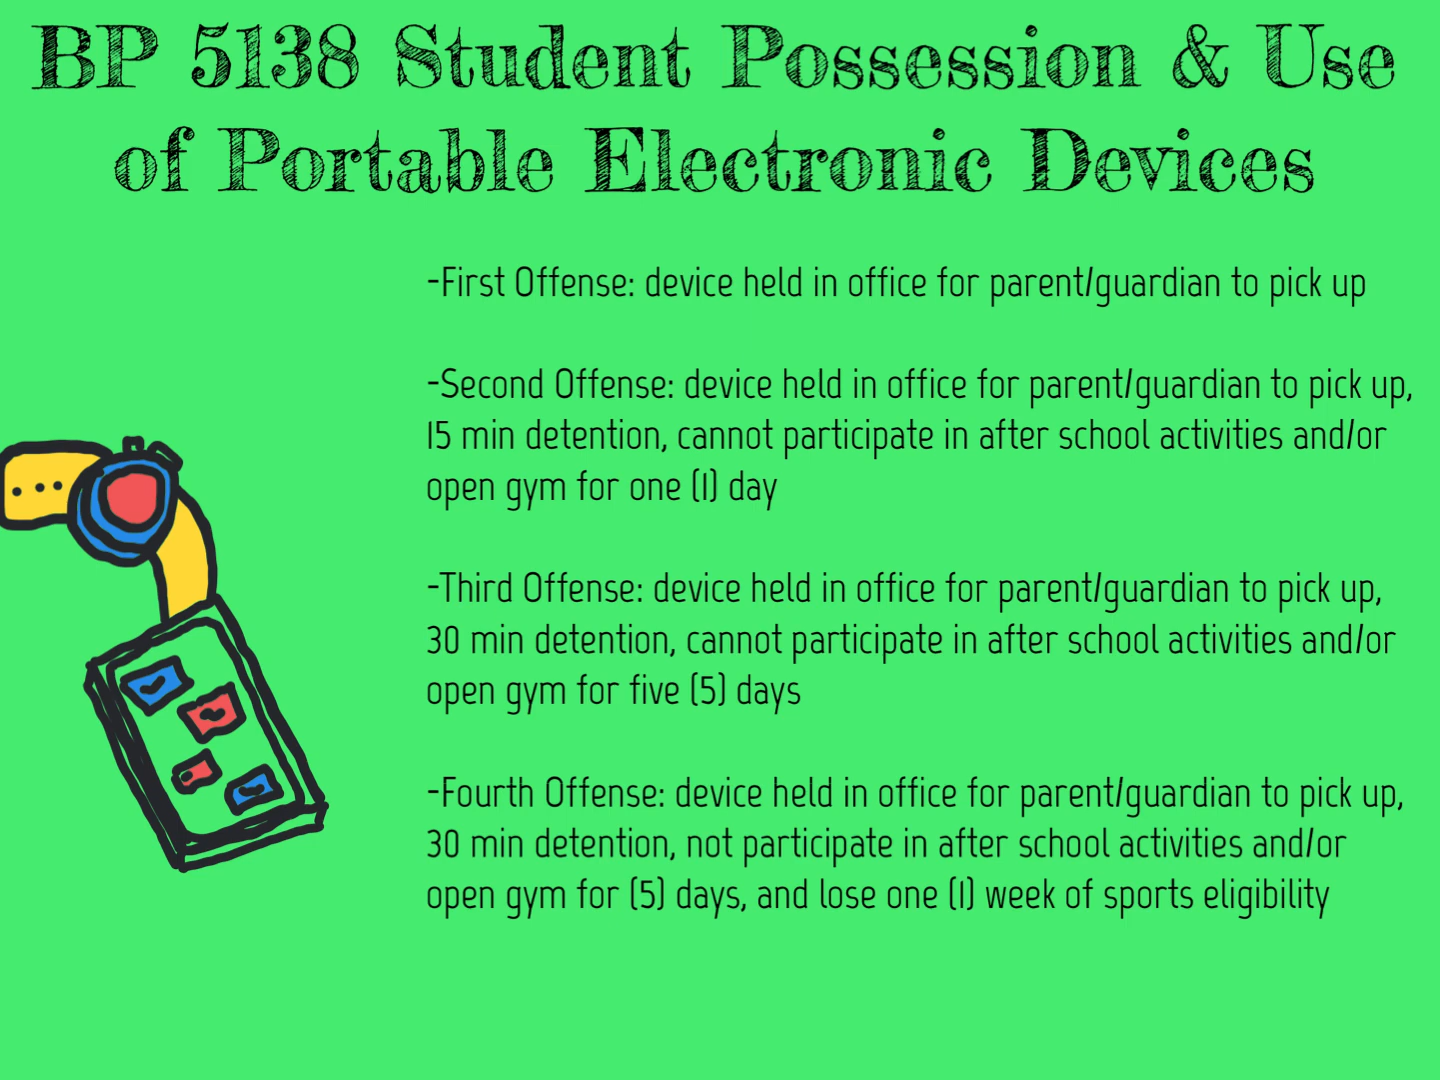 BP 5138 Student Possession & Use
of Portable Electronic Devices
-First Offense: device held in office for parent/guardian to pick up
-Second Offense: device held in office for parent/guardian to pick up,
15 min detention, cannot participate in after school activities and/or
open gym for one (1) day
-Third Offense: device held in office for parent/guardian to pick up,
30 min detention, cannot participate in after school activities and/or
open gym for five (5) days
-Fourth Offense: device held in office for parent/guardian to pick up,
30 min detention, not participate in after school activities and/or
open gym for (5) days, and lose one (1) week of sports eligibility